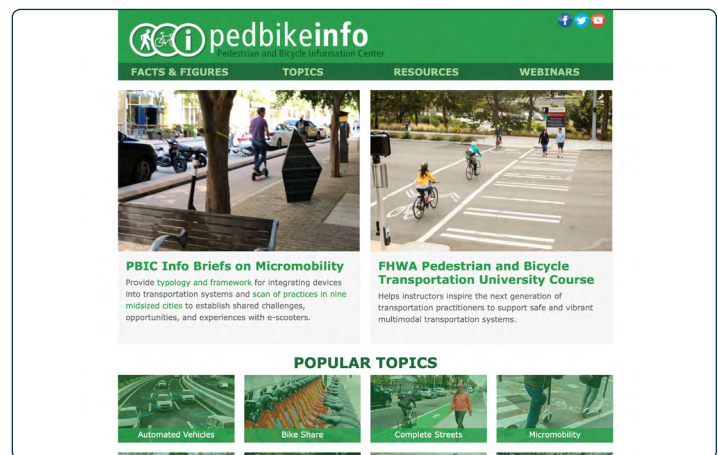 pedbikeinfo
Pedestrian and Bicycle Information Center
FACTS & FIGURES TOPICS RESOURCES WEBINARS
PBIC Info Briefs on Micromobility
Provide typology and framework for integrating devices
into transportation systems and scan of practices in nine
midsized cities to establish shared challenges,
opportunities, and experiences with e-scooters.
FHWA Pedestrian and Bicycle
Transportation University Course
Helps instructors inspire the next generation of
transportation practitioners to support safe and vibrant
multimodal transportation systems.
POPULAR TOPICS
Automated Vehicles
Bike Share
Complete Streets
Micromobility